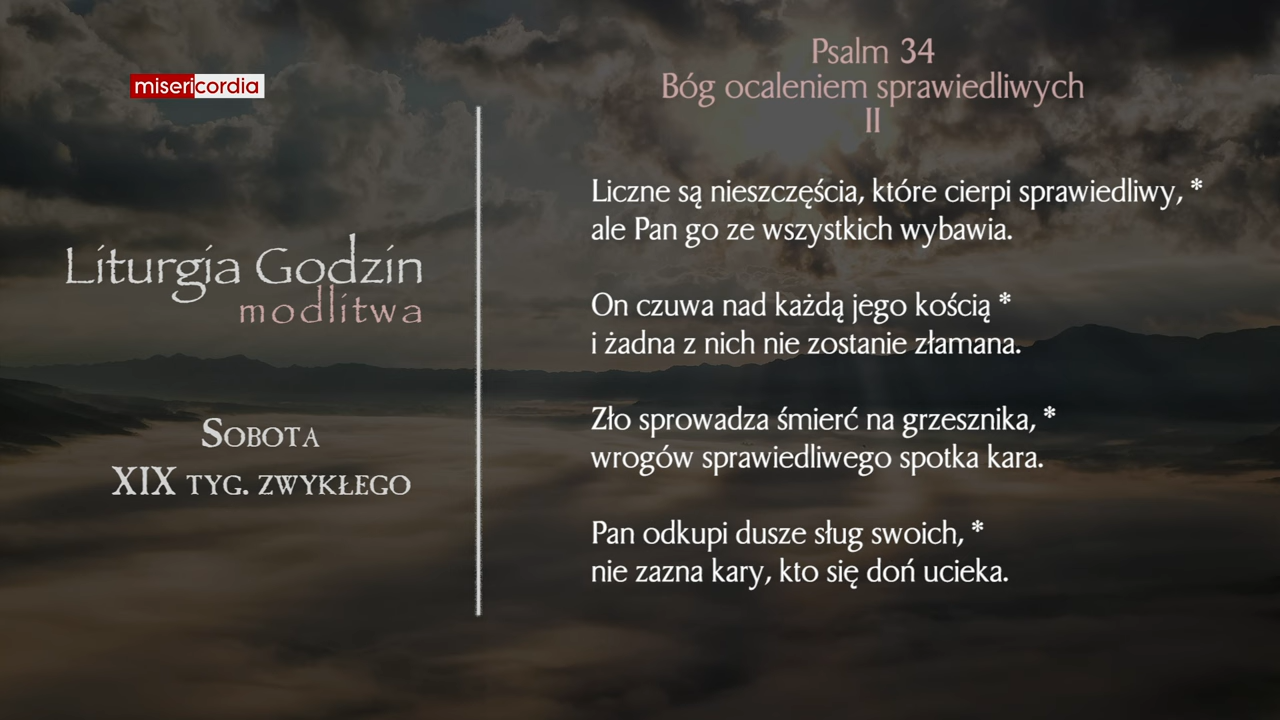 misericordia
Liturgia Godzin
modlitwa
Sobota
XIX tyg. zwykłego
Psalm 34
Bóg ocaleniem sprawiedliwych
II
Liczne są nieszczęścia, które cierpi sprawiedliwy, *
ale Pan go ze wszystkich wybawia.
On czuwa nad każdą jego kością *
i żadna z nich nie zostanie złamana.
Zło sprowadza śmierć na grzesznika, *
wrogów sprawiedliwego spotka kara.
Pan odkupi dusze sług swoich, *
nie zazna kary, kto się doń ucieka.